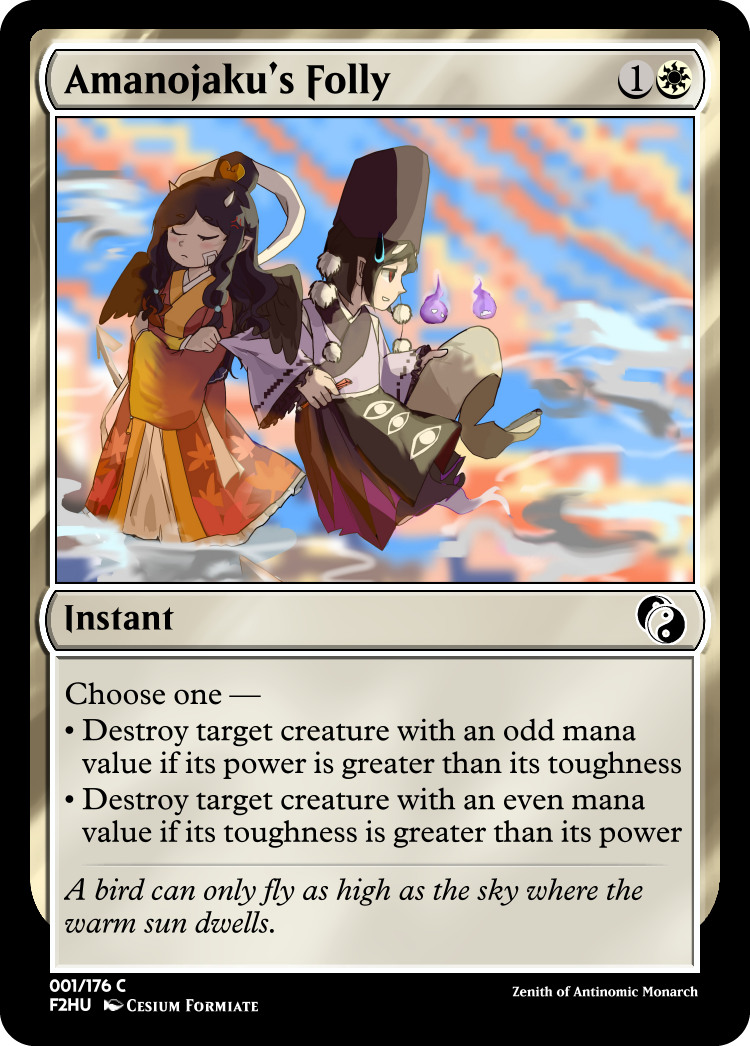 Amanojaku's Folly 1
Instant
Choose one —
• Destroy target creature with an odd mana
value if its power is greater than its toughness
• Destroy target creature with an even mana
value if its toughness is greater than its power
A bird can only fly as high as the sky where the
warm sun dwells.
001/176 C
F2HU Cesium Formiate
Zenith of Antinomic Monarch